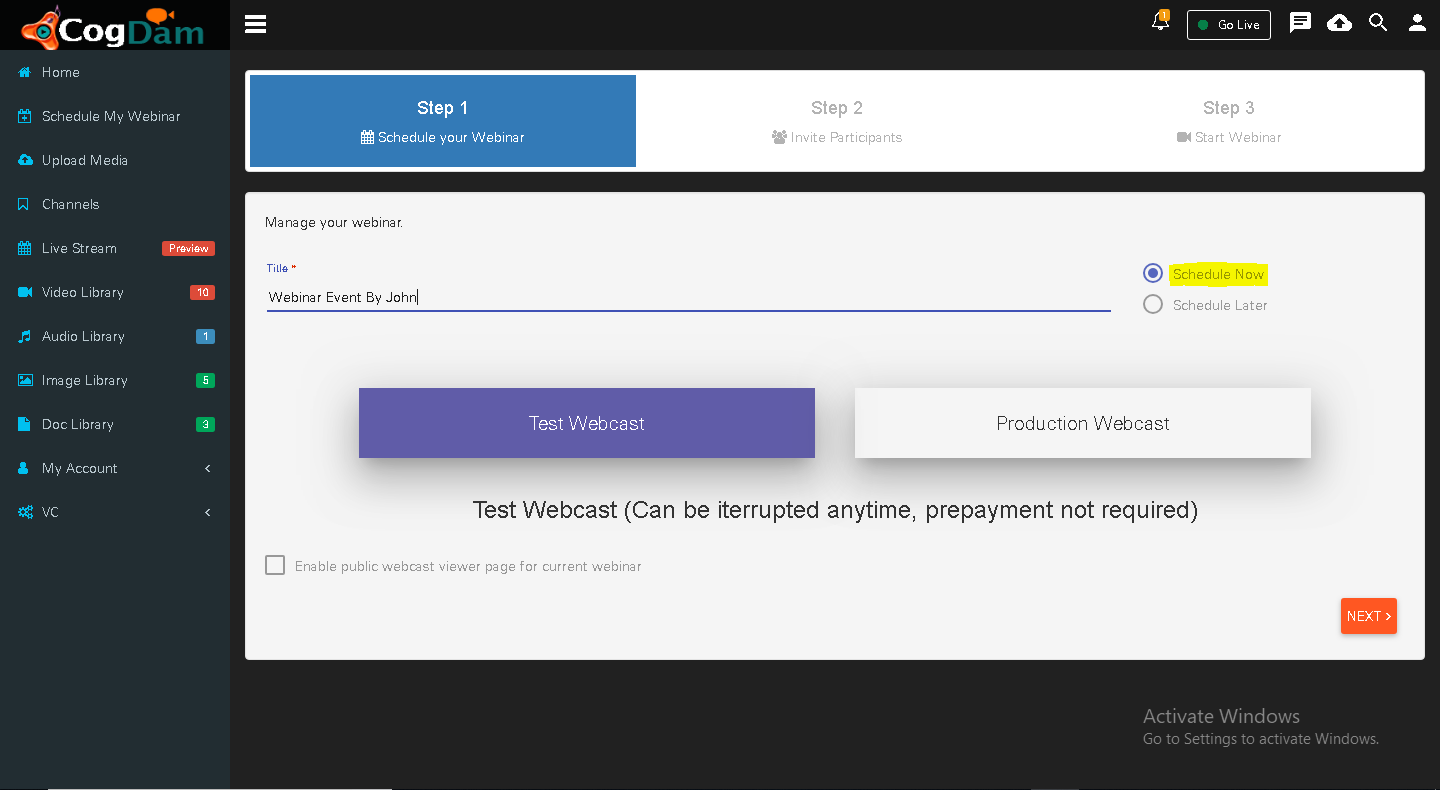 CogDam
1
Go Live
Home
Schedule My Webinar
Upload Media
Channels
Live Stream Preview
Video Library 10
Audio Library 1
Image Library 5
Doc Library 3
My Account
VC
Step 1
Schedule your Webinar
Step 2
Invite Participants
Step 3
Start Webinar
Manage your webinar.
Title *
Webinar Event By John
Schedule Now
Schedule Later
Test Webcast
Production Webcast
Test Webcast (Can be iterrupted anytime, prepayment not required)
Enable public webcast viewer page for current webinar
NEXT >
Activate Windows
Go to Settings to activate Windows.